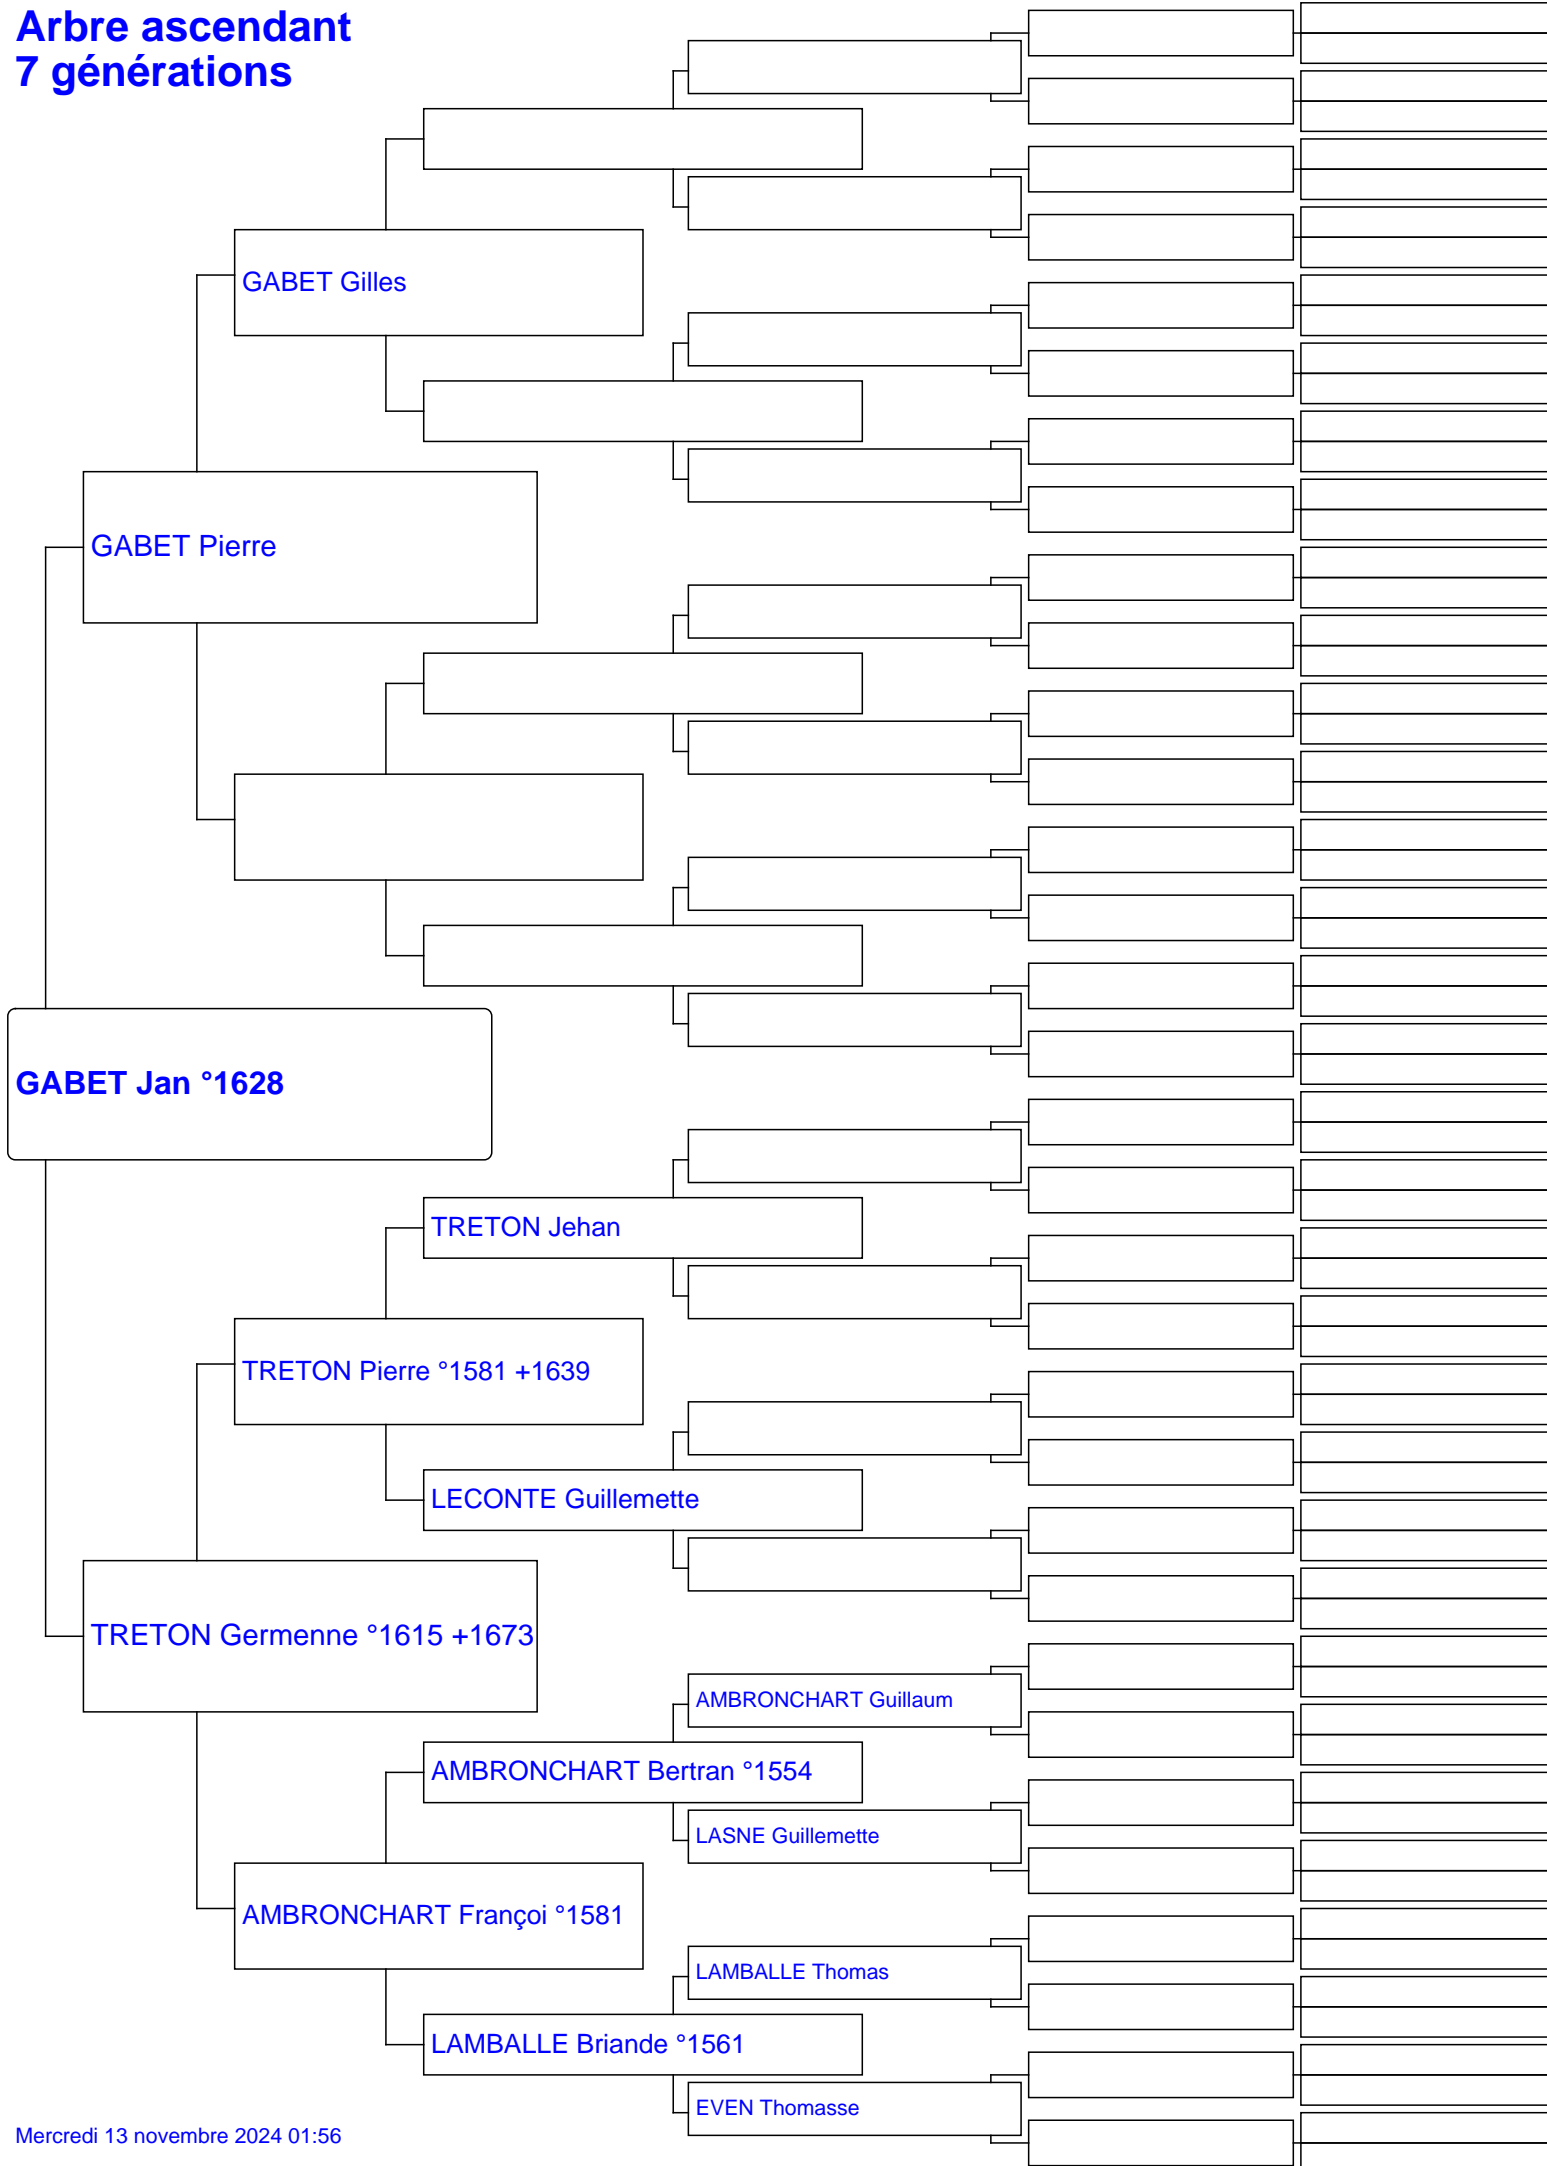 Arbre ascendant
7 générations
GABET Gilles
GABET Pierre
GABET Jan °1628
TRETON Jehan
TRETON Pierre °1581 +1639
LECONTE Guillemette
TRETON Germenne °1615 +1673
AMBRONCHART Guillaum
AMBRONCHART Bertran °1554
LASNE Guillemette
AMBRONCHART Françoi °1581
LAMBALLE Thomas
LAMBALLE Briande °1561
EVEN Thomasse
Mercredi 13 novembre 2024 01:56